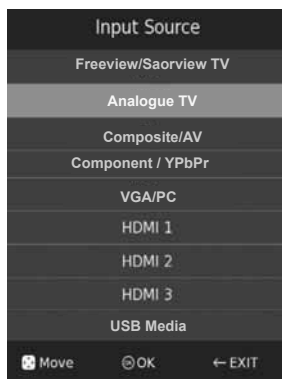 Input Source
Freeview/Saorview TV
Analogue TV
Composite/AV
Component / YPbPr
VGA/PC
HDMI 1
HDMI 2
HDMI 3
USB Media
Move OK ← EXIT